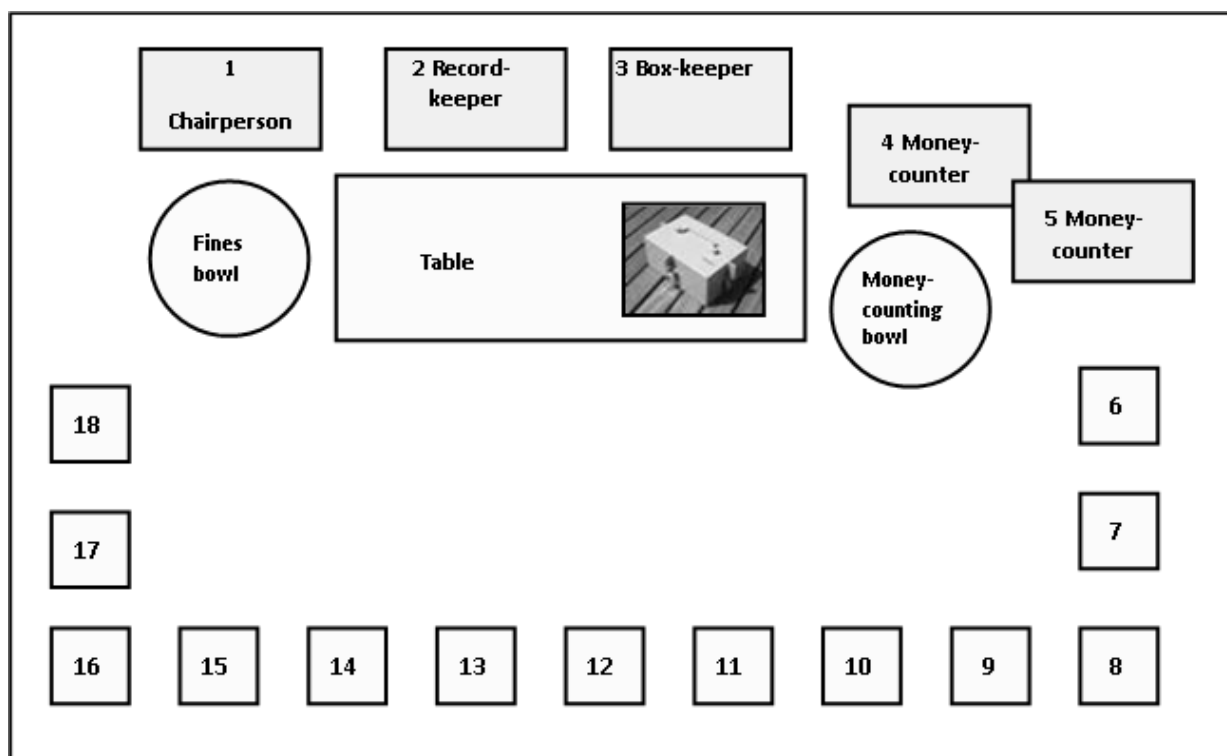 1
Chairperson
2 Record-
keeper
3 Box-keeper
4 Money-
counter
5 Money-
counter
Fines
bowl
Table
Money-
counting
bowl
18
6
17
7
16
15
14
13
12
11
10
9
8